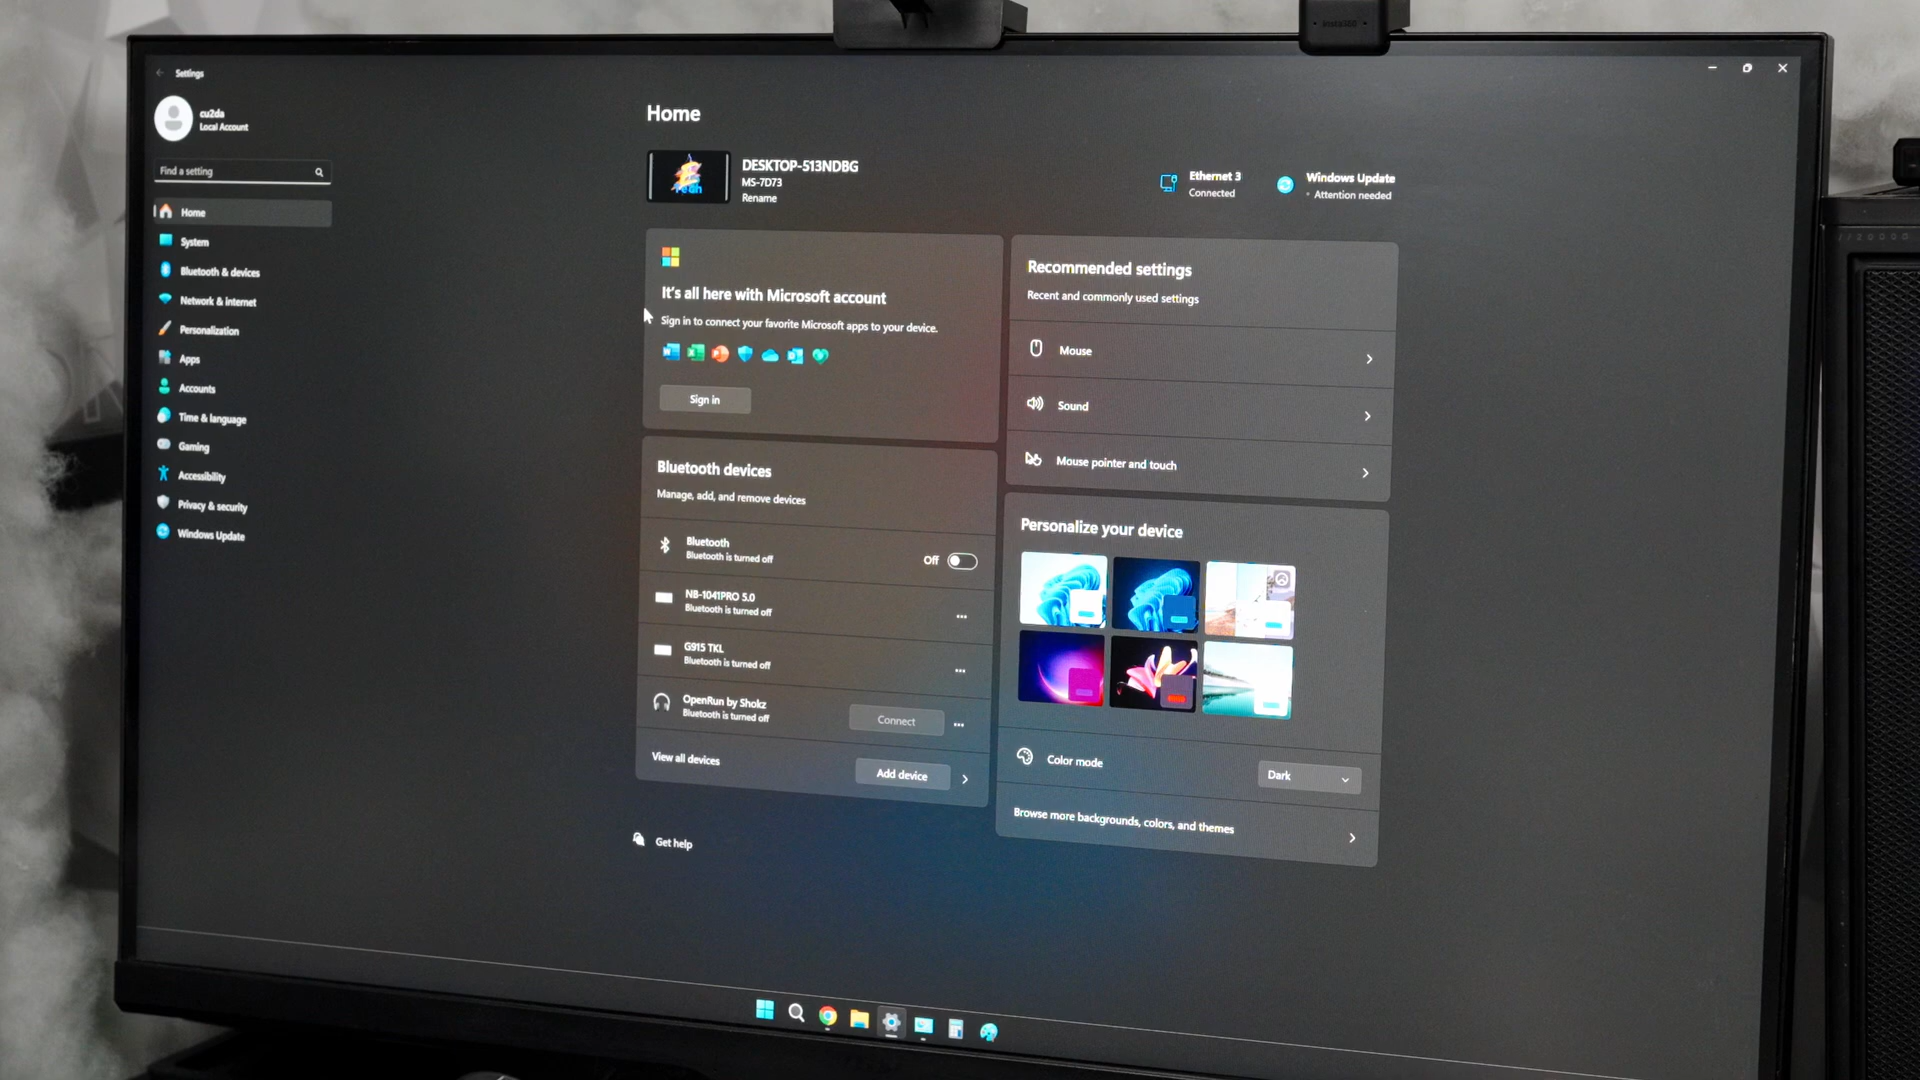 Settings
cu2da
Local Account
Find a setting
Home
System
Bluetooth & devices
Network & internet
Personalization
Apps
Accounts
Time & language
Gaming
Accessibility
Privacy & security
Windows Update
Home
Tech
DESKTOP-513NDBG
MS-7D73
Rename
Ethernet 3
Connected
Windows Update
Attention needed
It's all here with Microsoft account
Sign in to connect your favorite Microsoft apps to your device.
Sign in
Bluetooth devices
Manage, add, and remove devices
Bluetooth
Bluetooth is turned off
Off
NB-1041PRO 5.0
Bluetooth is turned off
G915 TKL
Bluetooth is turned off
OpenRun by Shokz
Bluetooth is turned off
Connect
View all devices
Add device
Get help
Recommended settings
Recent and commonly used settings
Mouse
Sound
Mouse pointer and touch
Personalize your device
Color mode
Dark
Browse more backgrounds, colors, and themes